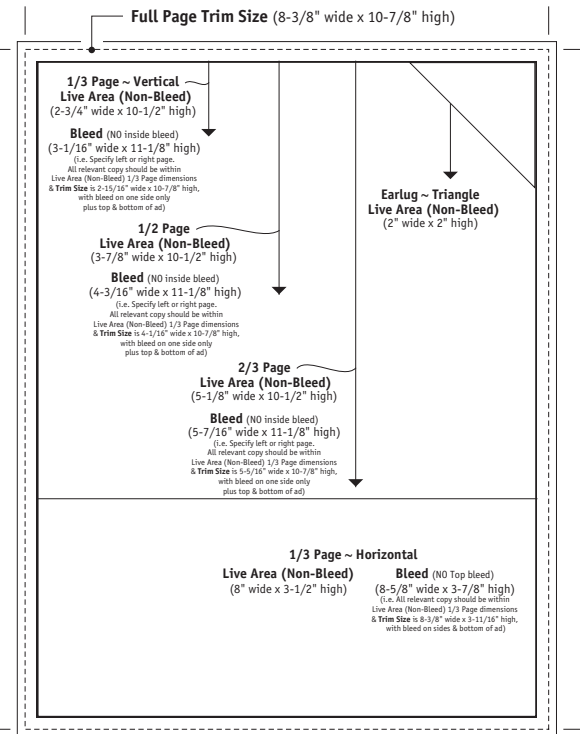 Full Page Trim Size (8-3/8" wide x 10-7/8" high)
1/3 Page ~ Vertical
Live Area (Non-Bleed)
(2-3/4" wide x 10-1/2" high)
Bleed (NO inside bleed)
(3-1/16" wide x 11-1/8" high)
(i.e. Specify left or right page.
All relevant copy should be within
Live Area (Non-Bleed) 1/3 Page dimensions
& Trim Size is 2-15/16" wide x 10-7/8" high,
with bleed on one side only
plus top & bottom of ad)
Earlug ~ Triangle
Live Area (Non-Bleed)
(2" wide x 2" high)
1/2 Page
Live Area (Non-Bleed)
(3-7/8" wide x 10-1/2" high)
Bleed (NO inside bleed)
(4-3/16" wide x 11-1/8" high)
(i.e. Specify left or right page.
All relevant copy should be within
Live Area (Non-Bleed) 1/3 Page dimensions
& Trim Size is 4-1/16" wide x 10-7/8" high,
with bleed on one side only
plus top & bottom of ad)
2/3 Page
Live Area (Non-Bleed)
(5-1/8" wide x 10-1/2" high)
Bleed (NO inside bleed)
(5-7/16" wide x 11-1/8" high)
(i.e. Specify left or right page.
All relevant copy should be within
Live Area (Non-Bleed) 1/3 Page dimensions
& Trim Size is 5-5/16" wide x 10-7/8" high,
with bleed on one side only
plus top & bottom of ad)
1/3 Page ~ Horizontal
Live Area (Non-Bleed)
(8" wide x 3-1/2" high)
Bleed (NO Top bleed)
(8-5/8" wide x 3-7/8" high)
(i.e. All relevant copy should be within
Live Area (Non-Bleed) 1/3 Page dimensions
& Trim Size is 8-3/8" wide x 3-11/16" high,
with bleed on sides & bottom of ad)